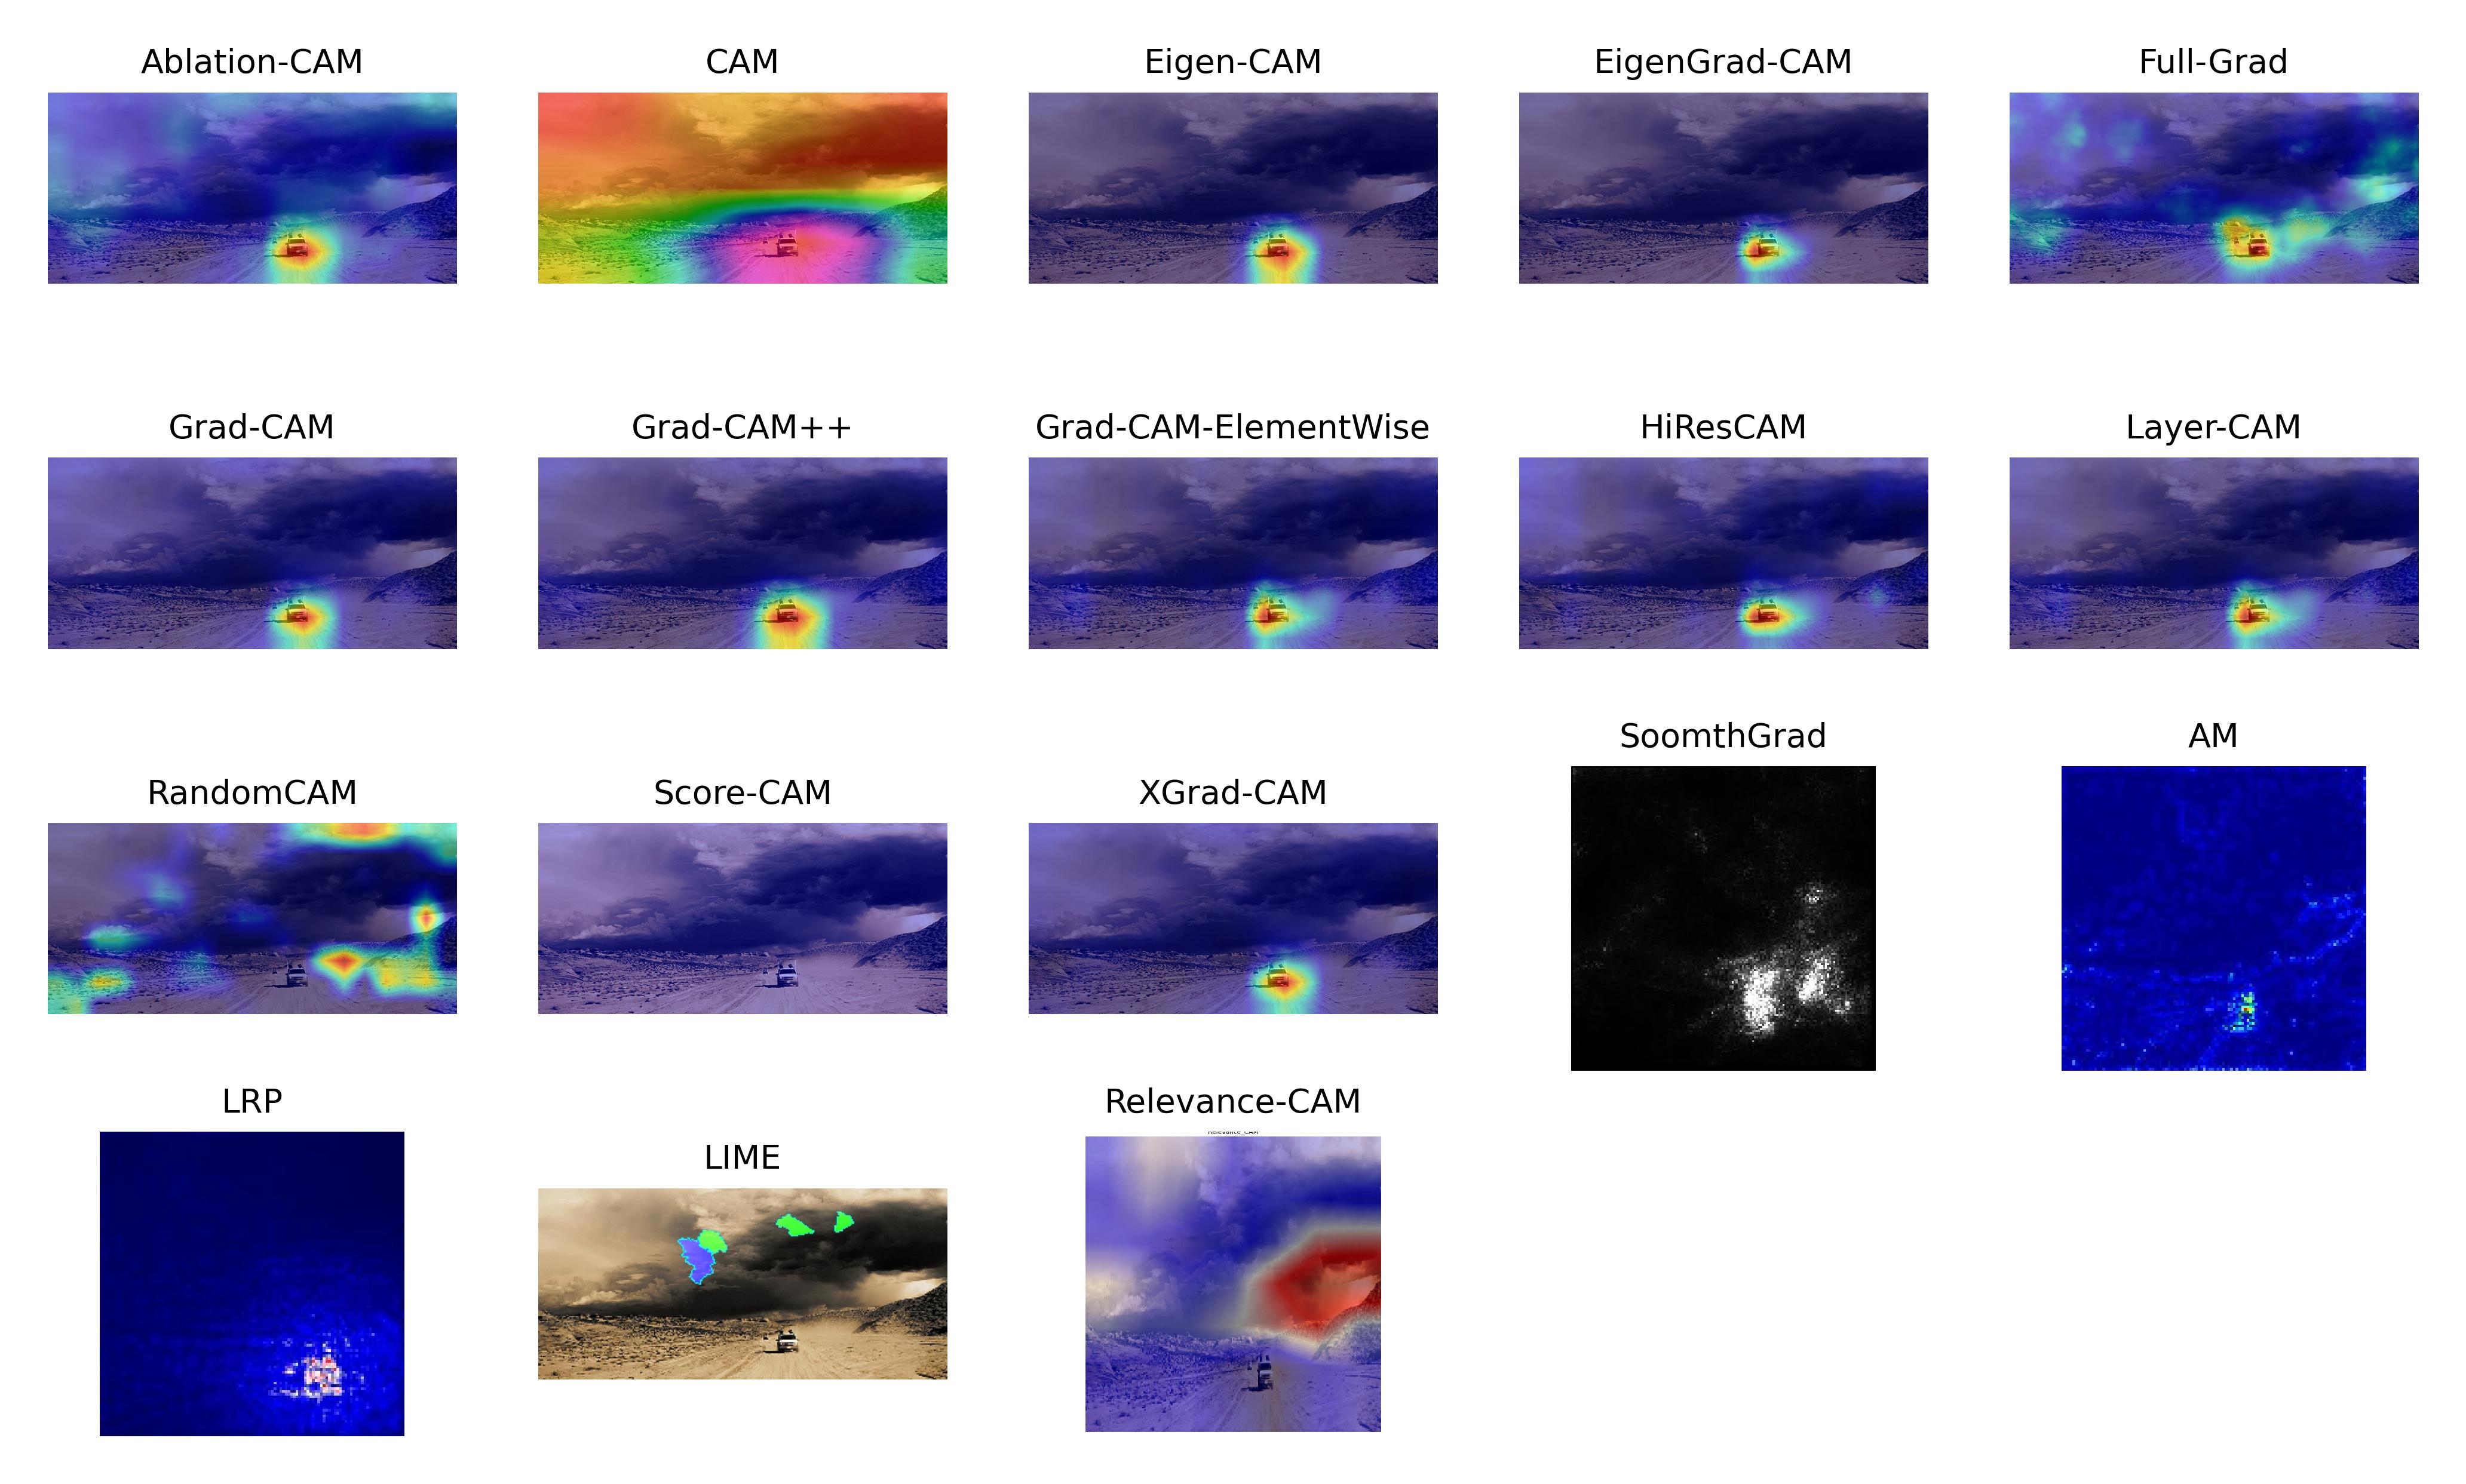 Ablation-CAM
CAM
Eigen-CAM
EigenGrad-CAM
Full-Grad
Grad-CAM
Grad-CAM++
Grad-CAM-ElementWise
HiResCAM
Layer-CAM
RandomCAM
Score-CAM
XGrad-CAM
SoomthGrad
AM
LRP
LIME
Relevance-CAM